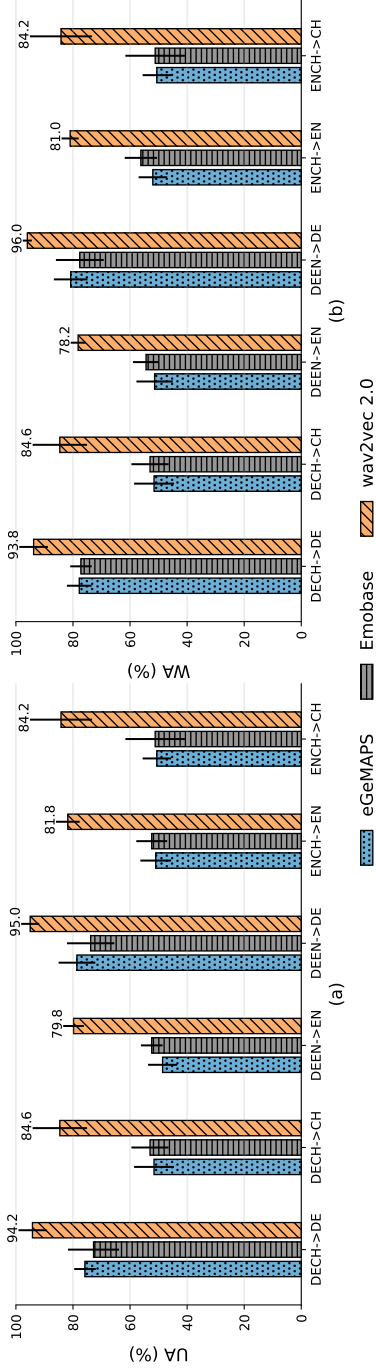 UA (%)
100
80
60
40
20
0
94.2
84.6
79.8
95.0
81.8
84.2
DECH->DE
DECH->CH
DEEN->EN
DEEN->DE
ENCH->EN
ENCH->CH
(a)
WA (%)
100
80
60
40
20
0
93.8
84.6
78.2
96.0
81.0
84.2
DECH->DE
DECH->CH
DEEN->EN
DEEN->DE
ENCH->EN
ENCH->CH
(b)
eGeMAPS
Emobase
wav2vec 2.0